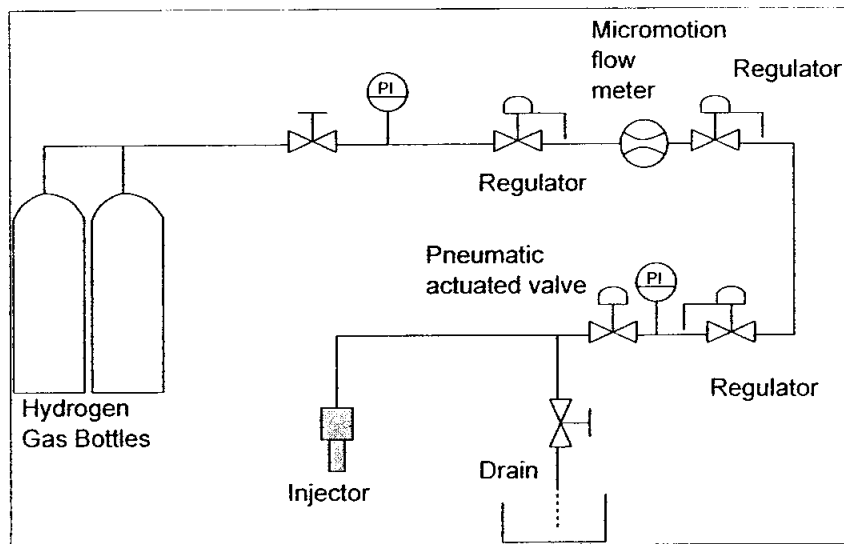 Micromotion
flow
meter
Regulator
PI
Regulator
Pneumatic
actuated valve
PI
Regulator
Hydrogen
Gas Bottles
Injector
Drain